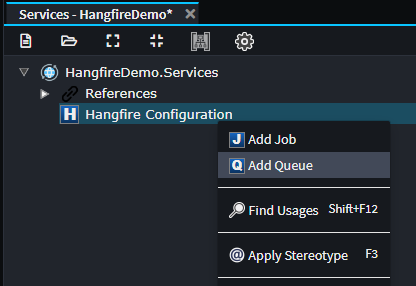 Services - HangfireDemo*
HangfireDemo.Services
References
H Hangfire Configuration
J Add Job
Q Add Queue
Find Usages Shift+F12
@ Apply Stereotype F3